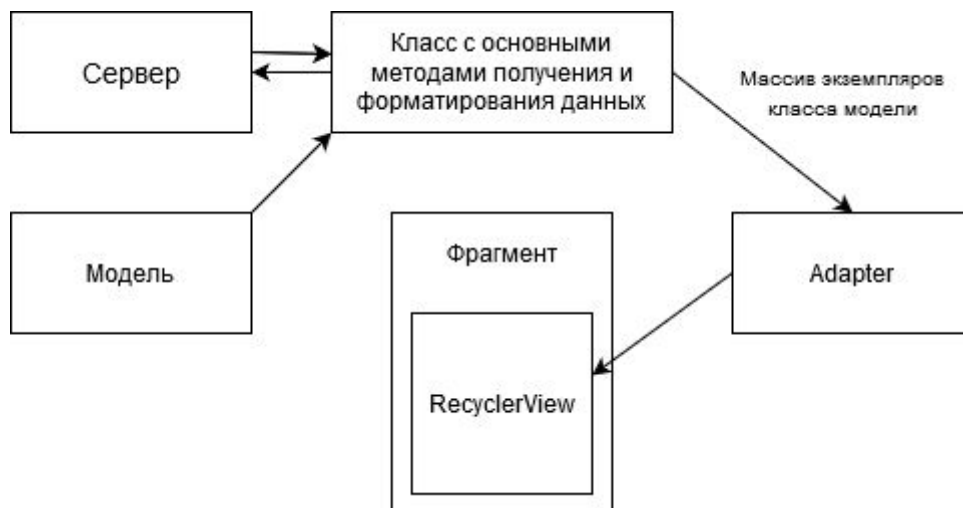 Сервер
Класс с основными
методами получения и
форматирования данных
Массив экземпляров
класса модели
Модель
Фрагмент
Adapter
RecyclerView